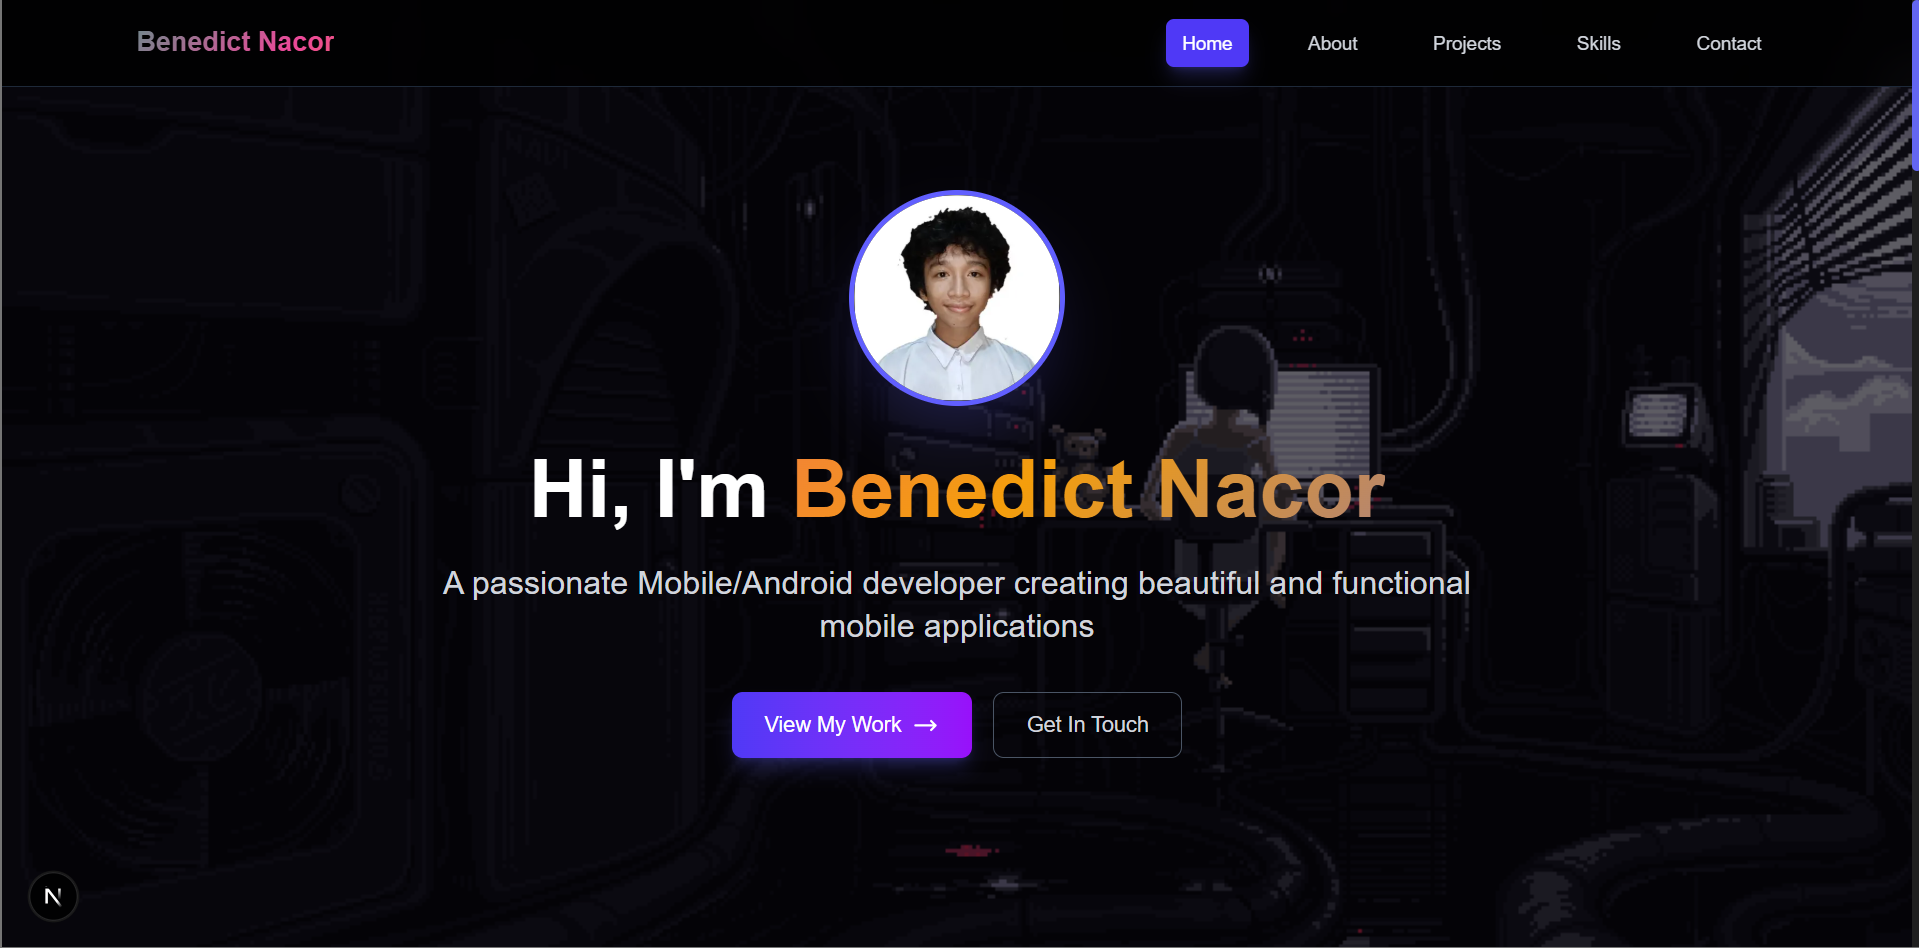 Benedict Nacor
Home About Projects Skills Contact
Hi, I'm Benedict Nacor
A passionate Mobile/Android developer creating beautiful and functional
mobile applications
View My Work →
Get In Touch
N